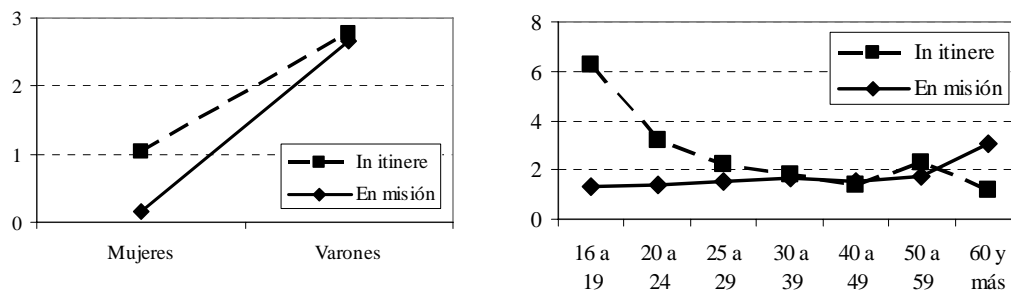 3
2
1
0
Mujeres Varones
In itinere
En misión
8
6
4
2
0
16 a 20 a 25 a 30 a 40 a 50 a 60 y
19 24 29 39 49 59 más
In itinere
En misión